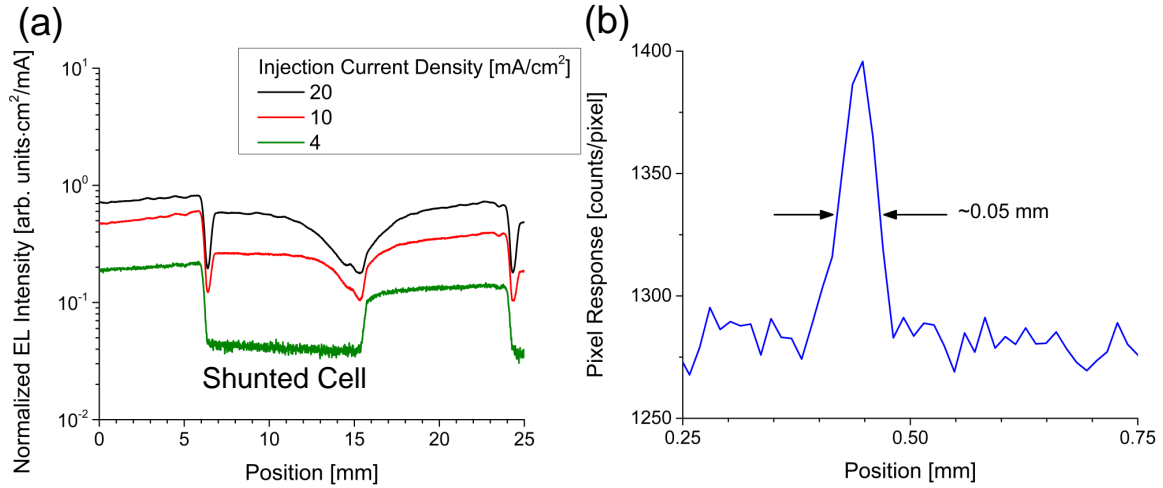 (a)
Injection Current Density [mA/cm²]
20
10
4
Normalized EL Intensity [arb. units·cm²/mA]
10¹
10⁰
10⁻¹
10⁻²
Shunted Cell
0 5 10 15 20 25
Position [mm]
(b)
Pixel Response [counts/pixel]
1400
1350
1300
1250
~0.05 mm
0.25 0.50 0.75
Position [mm]